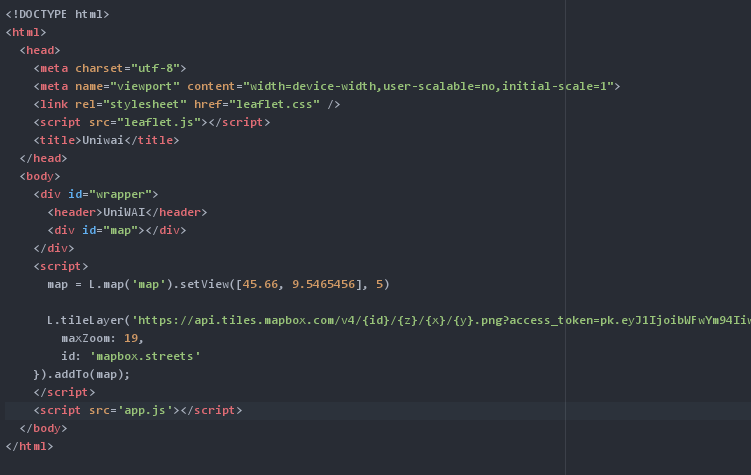 <!DOCTYPE html>
<html>
<head>
<meta charset="utf-8">
<meta name="viewport" content="width=device-width,user-scalable=no,initial-scale=1">
<link rel="stylesheet" href="leaflet.css" />
<script src="leaflet.js"></script>
<title>Uniwai</title>
</head>
<body>
<div id="wrapper">
<header>UniWAI</header>
<div id="map"></div>
</div>
<script>
map = L.map('map').setView([45.66, 9.5465456], 5)
L.tileLayer('https://api.tiles.mapbox.com/v4/{id}/{z}/{x}/{y}.png?access_token=pk.eyJ1IjoibWFwYm94Iiw
maxZoom: 19,
id: 'mapbox.streets'
}).addTo(map);
</script>
<script src='app.js'></script>
</body>
</html>